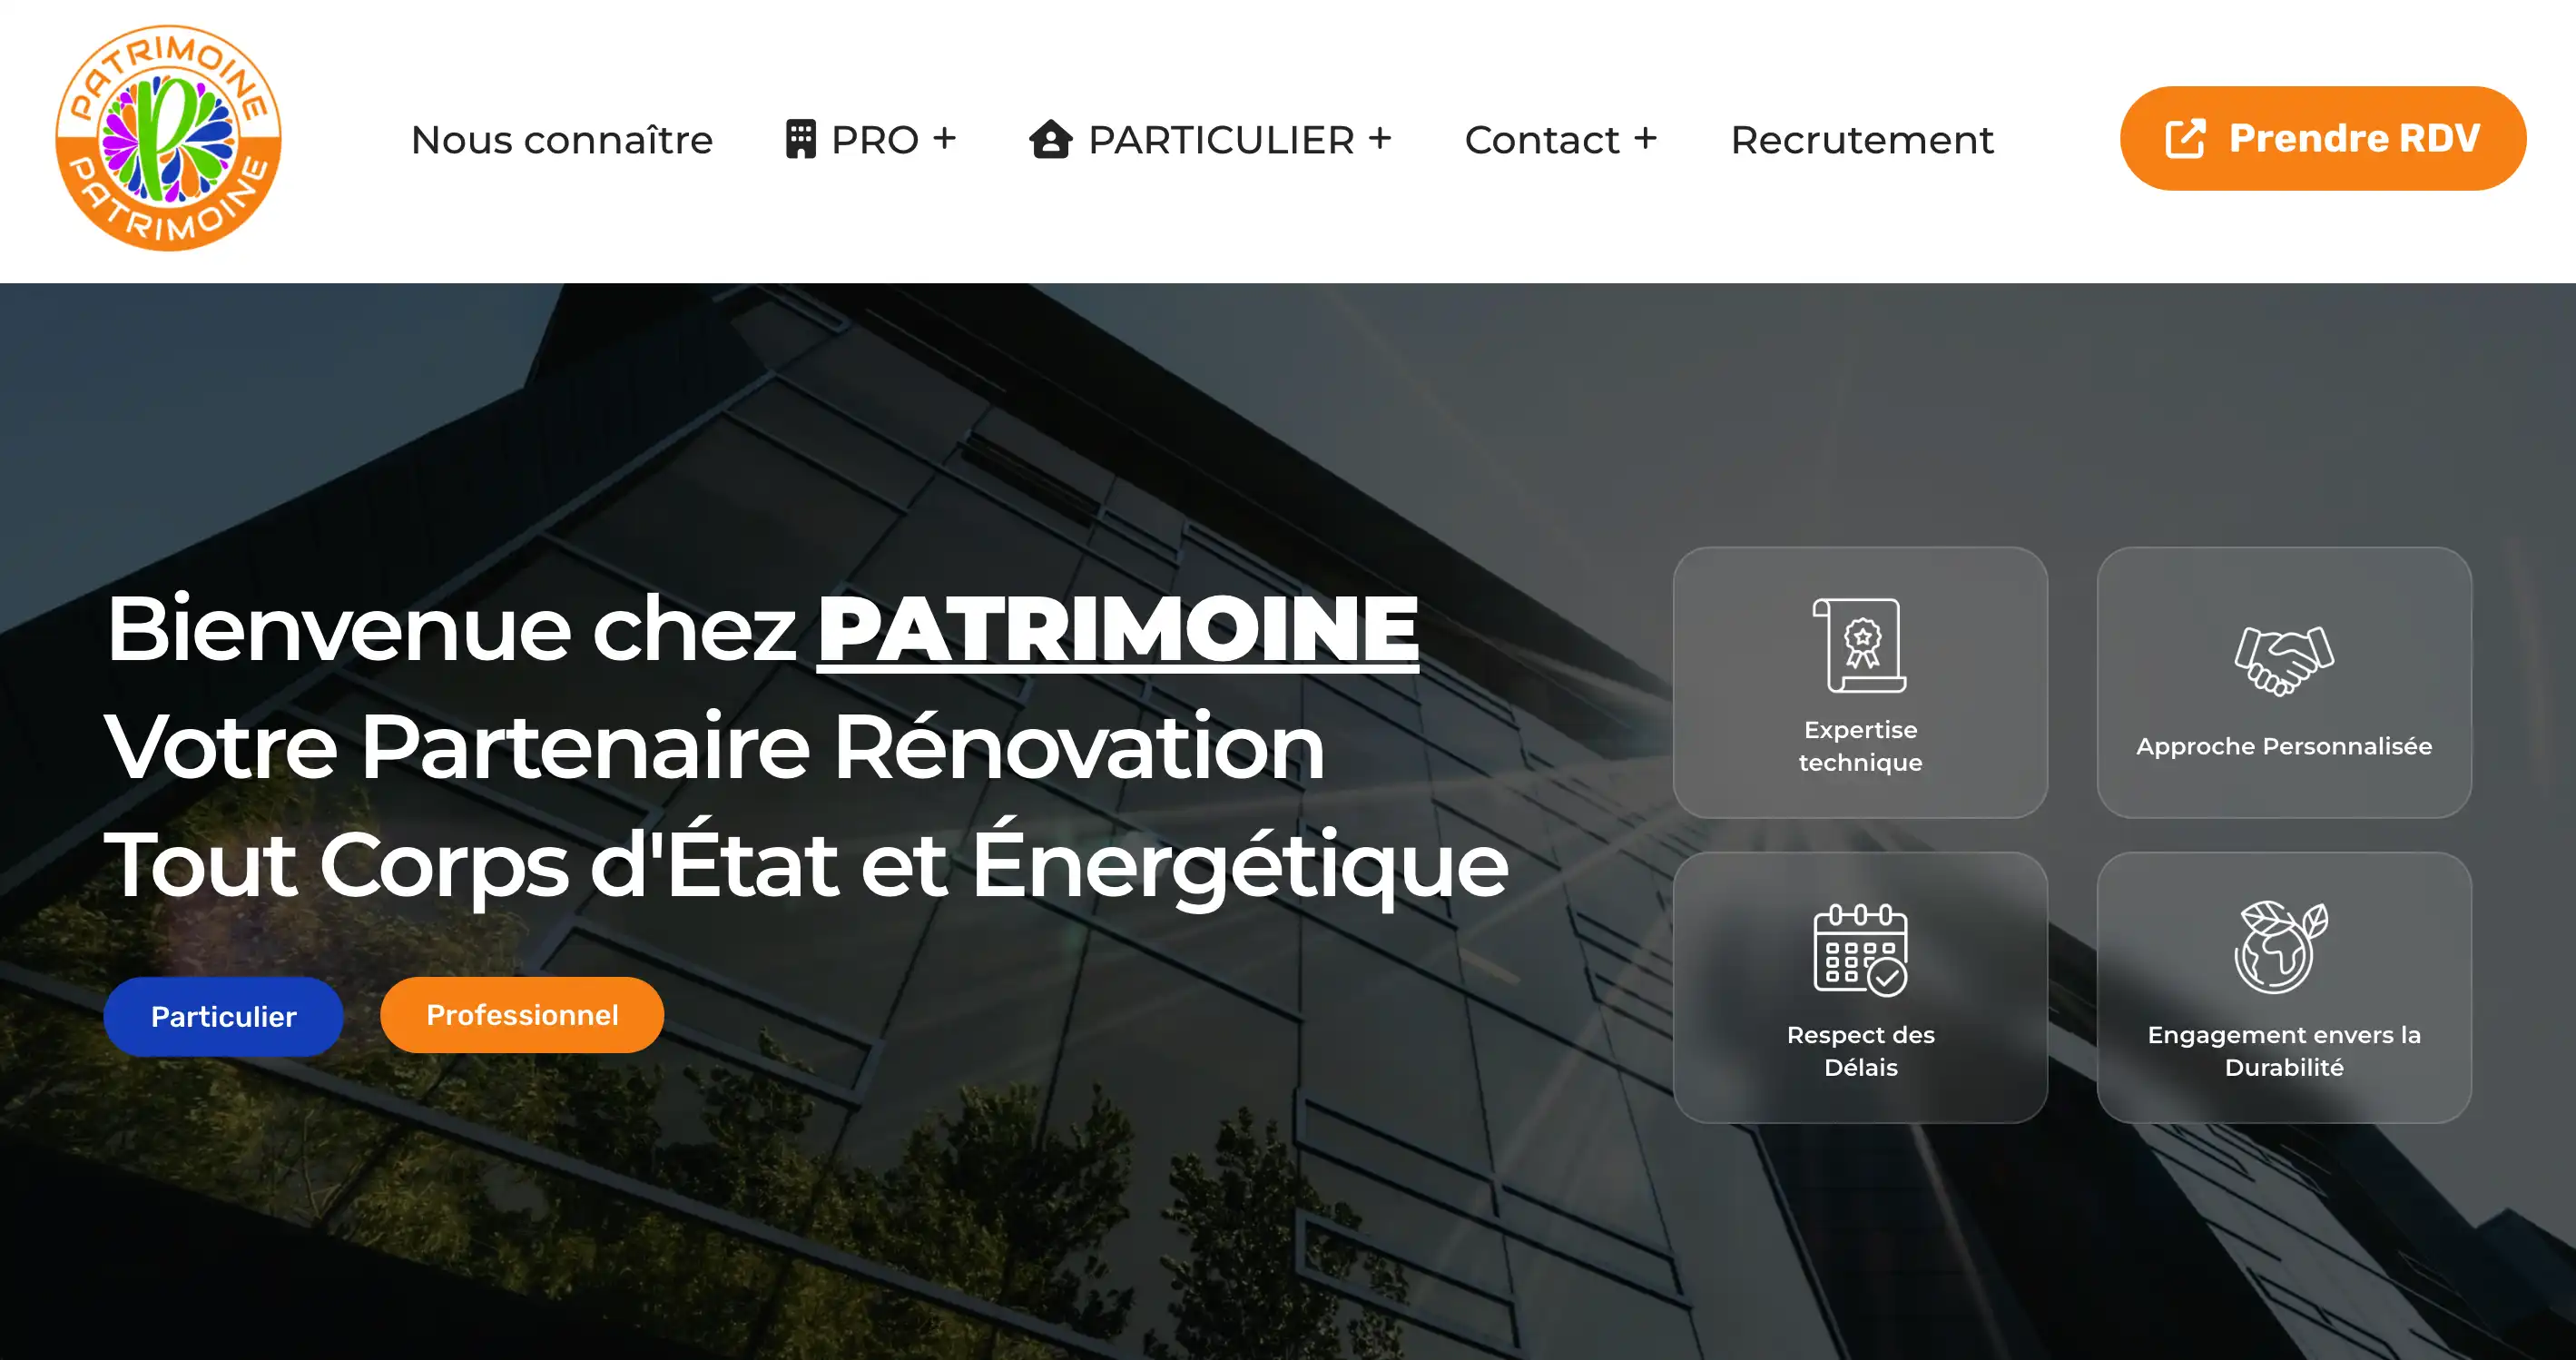 PATRIMOINE
PATRIMOINE
Nous connaître
PRO +
PARTICULIER +
Contact +
Recrutement
Prendre RDV
Bienvenue chez PATRIMOINE
Votre Partenaire Rénovation
Tout Corps d'État et Énergétique
Particulier
Professionnel
Expertise
technique
Approche Personnalisée
Respect des
Délais
Engagement envers la
Durabilité